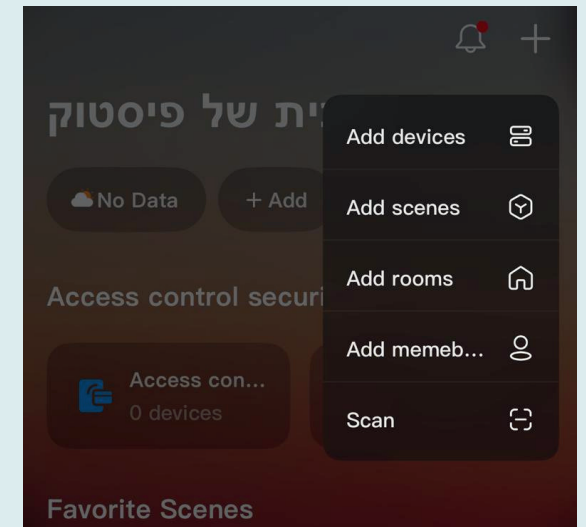 ית של פיסטוק
No Data
+ Add
Access control securi
Access con...
0 devices
Favorite Scenes
Add devices
Add scenes
Add rooms
Add memeb...
Scan